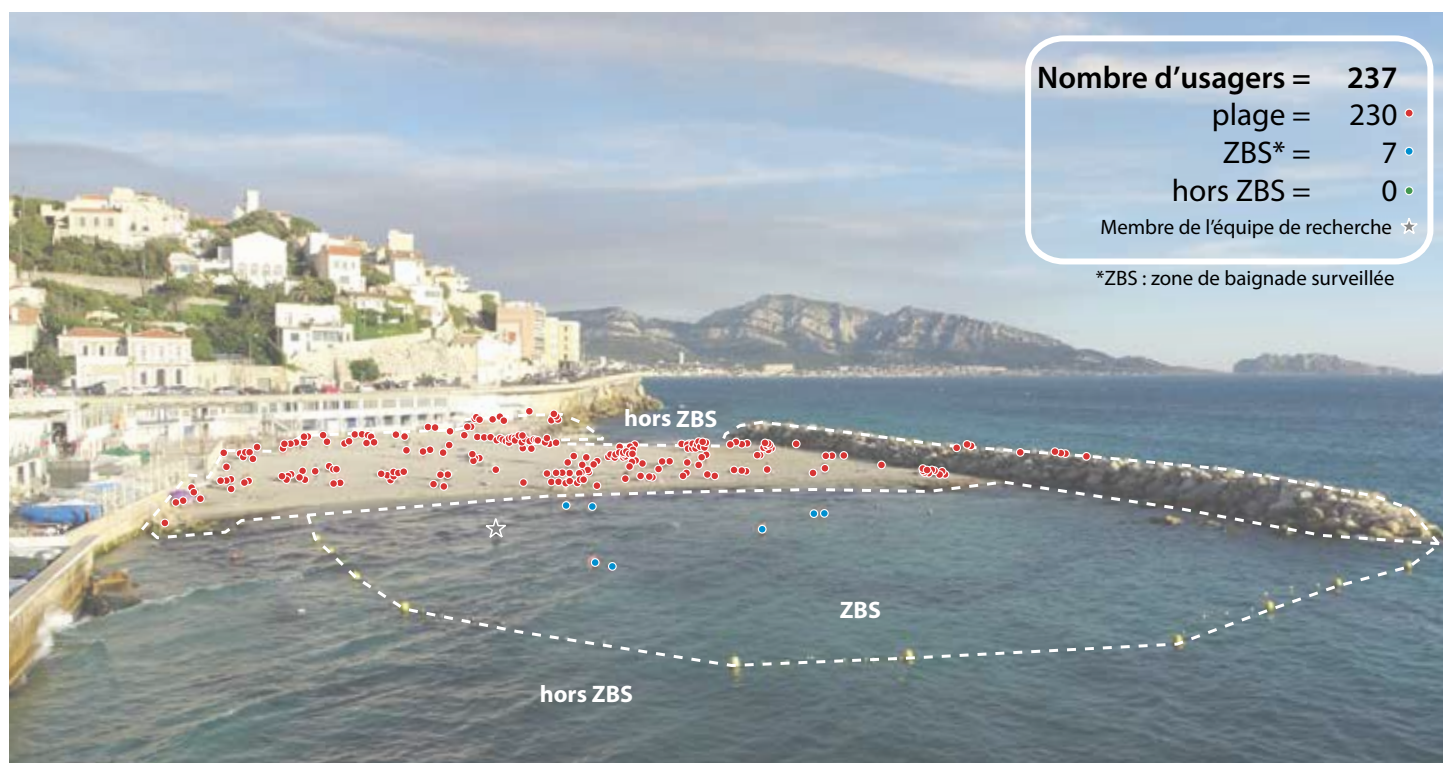 Nombre d'usagers = 237
plage = 230
ZBS* = 7
hors ZBS = 0
Membre de l'équipe de recherche
*ZBS : zone de baignade surveillée
hors ZBS
ZBS
hors ZBS